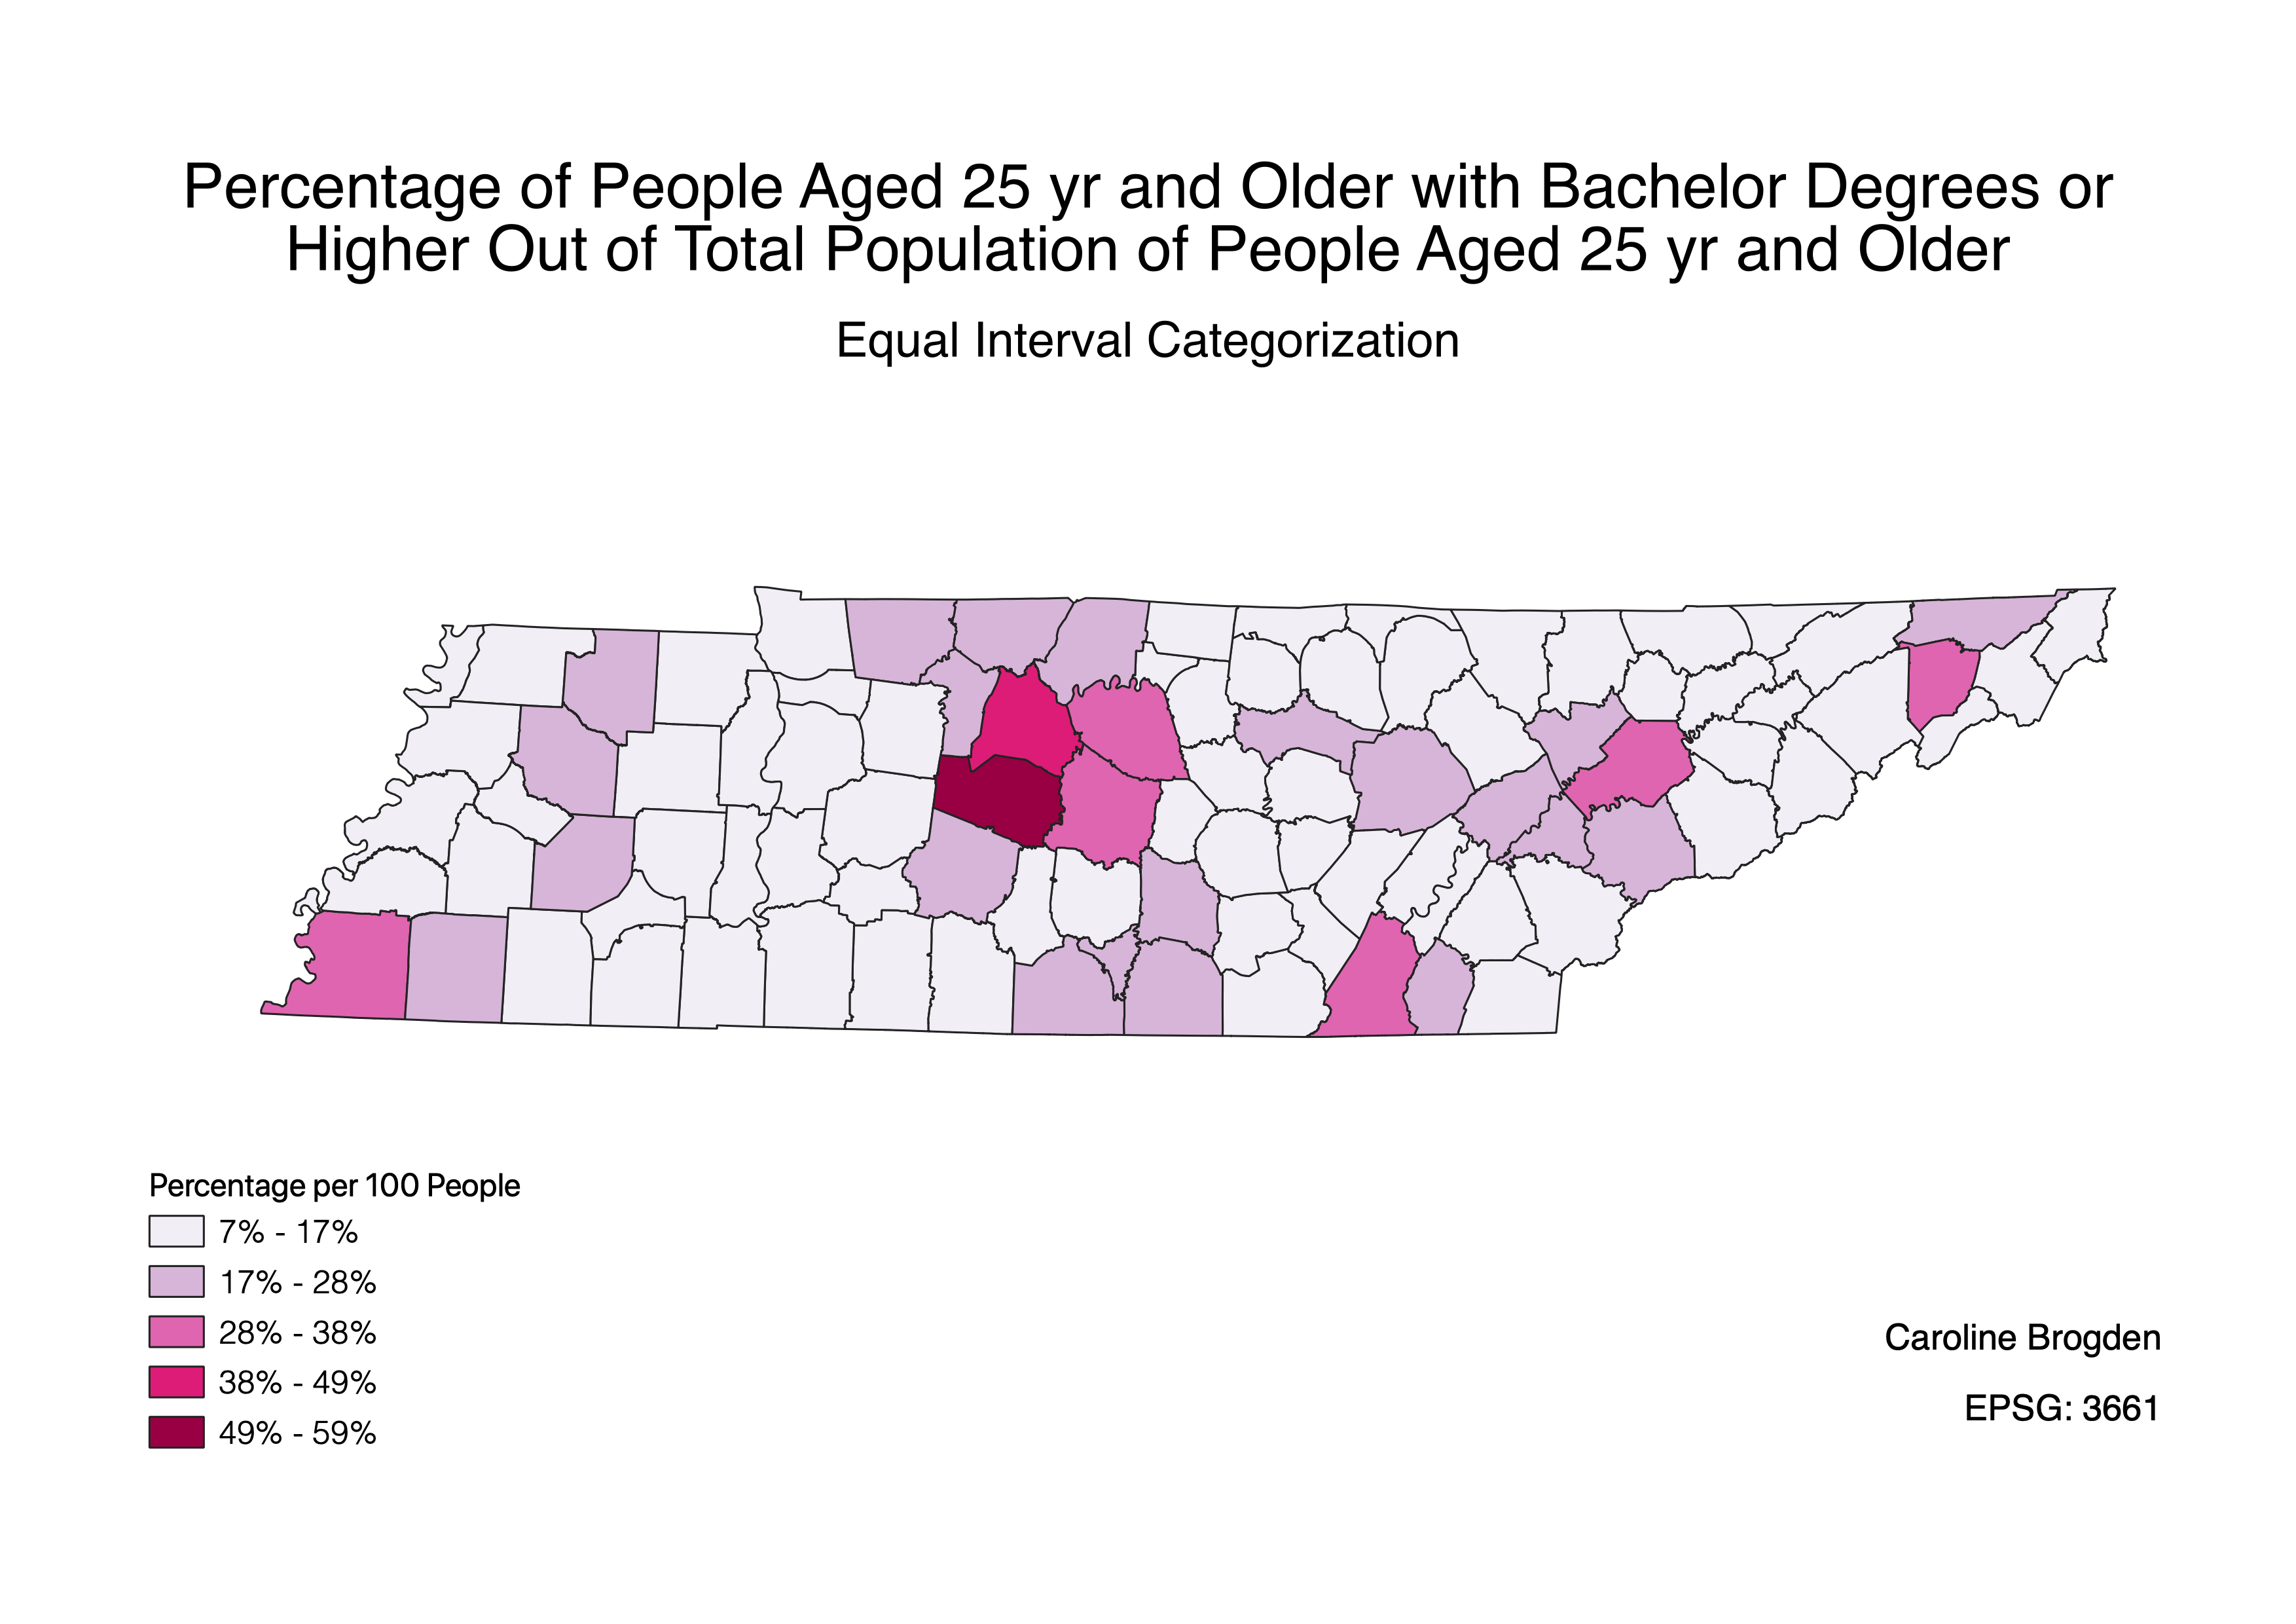 Percentage of People Aged 25 yr and Older with Bachelor Degrees or
Higher Out of Total Population of People Aged 25 yr and Older
Equal Interval Categorization
Percentage per 100 People
7% - 17%
17% - 28%
28% - 38%
38% - 49%
49% - 59%
Caroline Brogden
EPSG: 3661